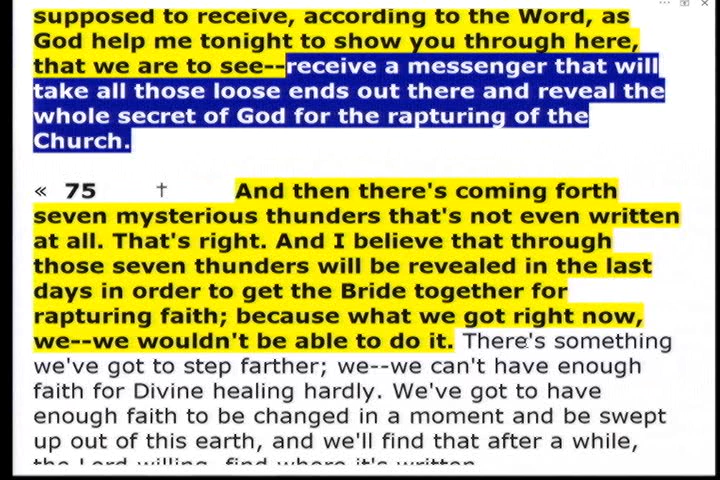 supposed to receive, according to the Word, as
God help me tonight to show you through here,
that we are to see--receive a messenger that will
take all those loose ends out there and reveal the
whole secret of God for the rapturing of the
Church.
« 75 † And then there's coming forth
seven mysterious thunders that's not even written
at all. That's right. And I believe that through
those seven thunders will be revealed in the last
days in order to get the Bride together for
rapturing faith; because what we got right now,
we--we wouldn't be able to do it. There's something
we've got to step farther; we--we can't have enough
faith for Divine healing hardly. We've got to have
enough faith to be changed in a moment and be swept
up out of this earth, and we'll find that after a while,
the Lord willing, find where it's written